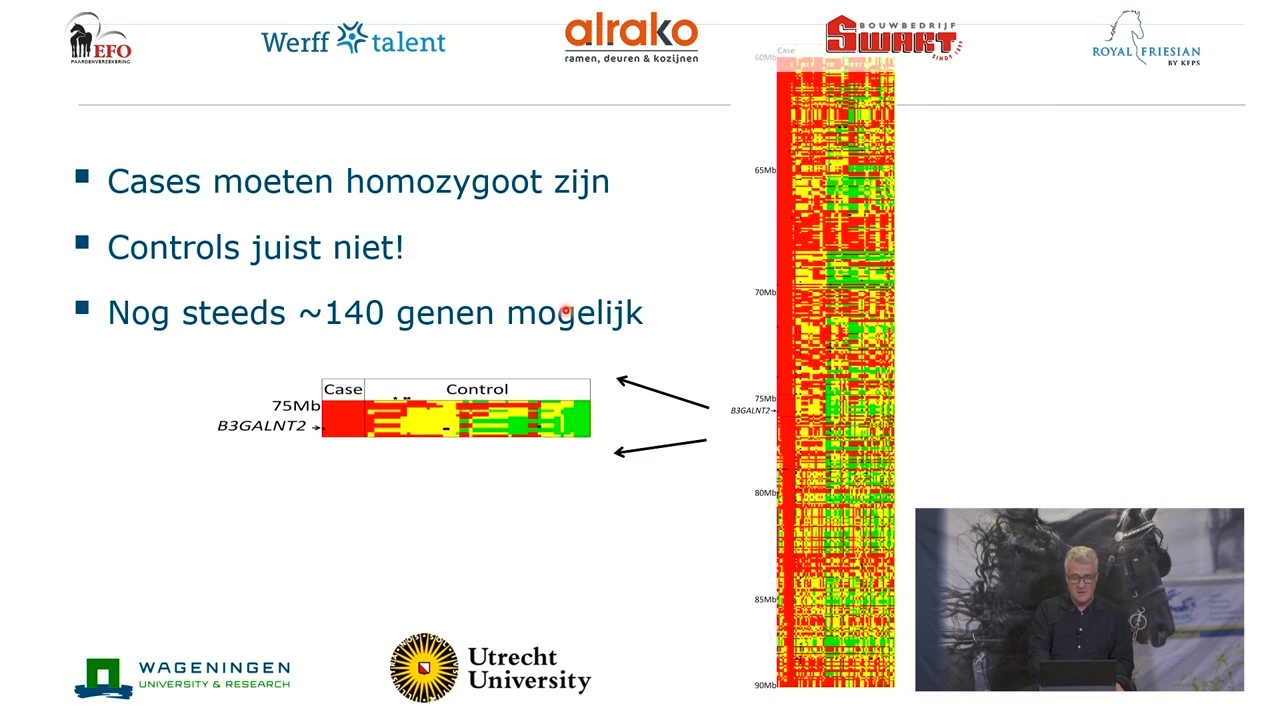 EFO
PAARDENVERZEKERING
Werff talent
alrako
ramen, deuren & kozijnen
BOUWBEDRIJF
SWART
SINDS 1959
ROYAL FRIESIAN
BY KFPS
Cases moeten homozygoot zijn
Controls juist niet!
Nog steeds ~140 genen mogelijk
Case Control
75Mb
B3GALNT2
Case
60Mb
65Mb
70Mb
75Mb
B3GALNT2
80Mb
85Mb
90Mb
WAGENINGEN
UNIVERSITY & RESEARCH
Utrecht
University